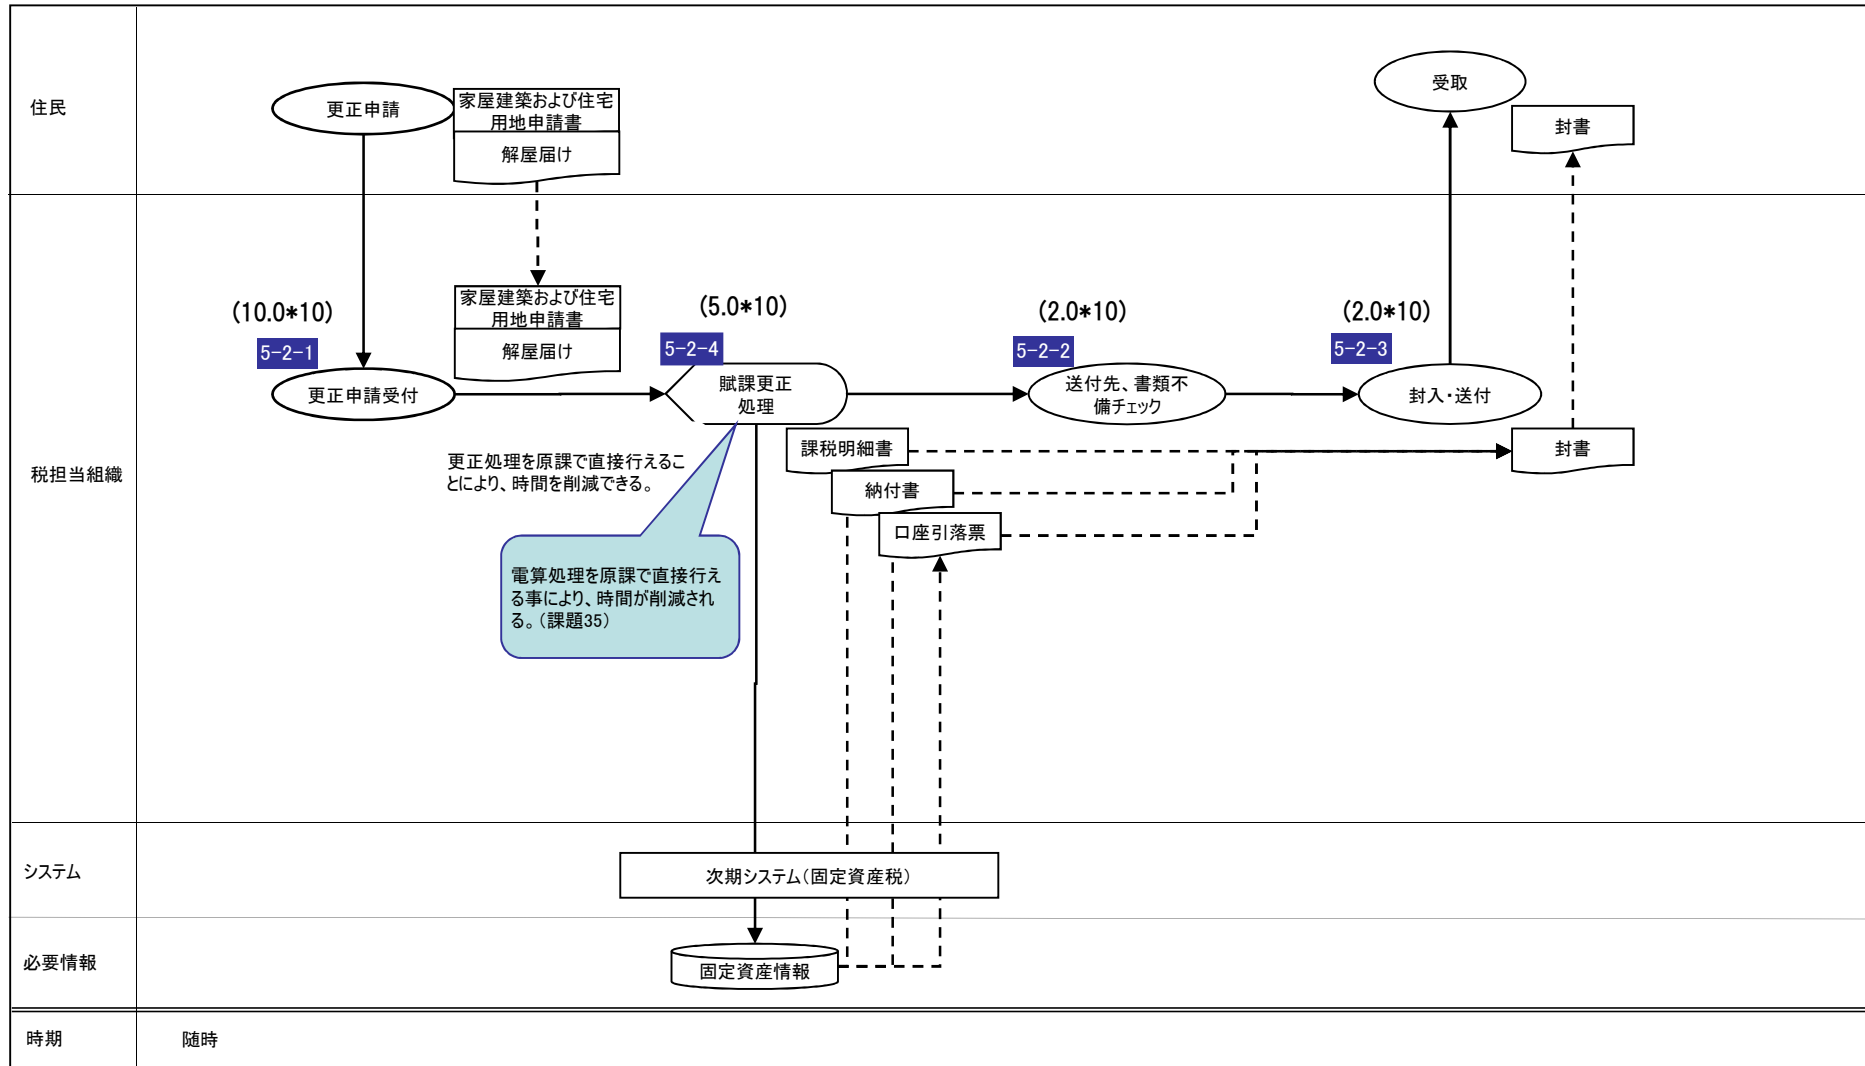 住民
更正申請
家屋建築および住宅
用地申請書
解屋届け
受取
封書
税担当組織
(10.0*10)
5-2-1
更正申請受付
家屋建築および住宅
用地申請書
解屋届け
(5.0*10)
5-2-4
賦課更正
処理
(2.0*10)
5-2-2
送付先、書類不
備チェック
(2.0*10)
5-2-3
封入・送付
更正処理を原課で直接行えるこ
とにより、時間を削減できる。
課税明細書
納付書
口座引落票
封書
電算処理を原課で直接行え
る事により、時間が削減され
る。（課題35）
システム
次期システム（固定資産税）
必要情報
固定資産情報
時期
随時